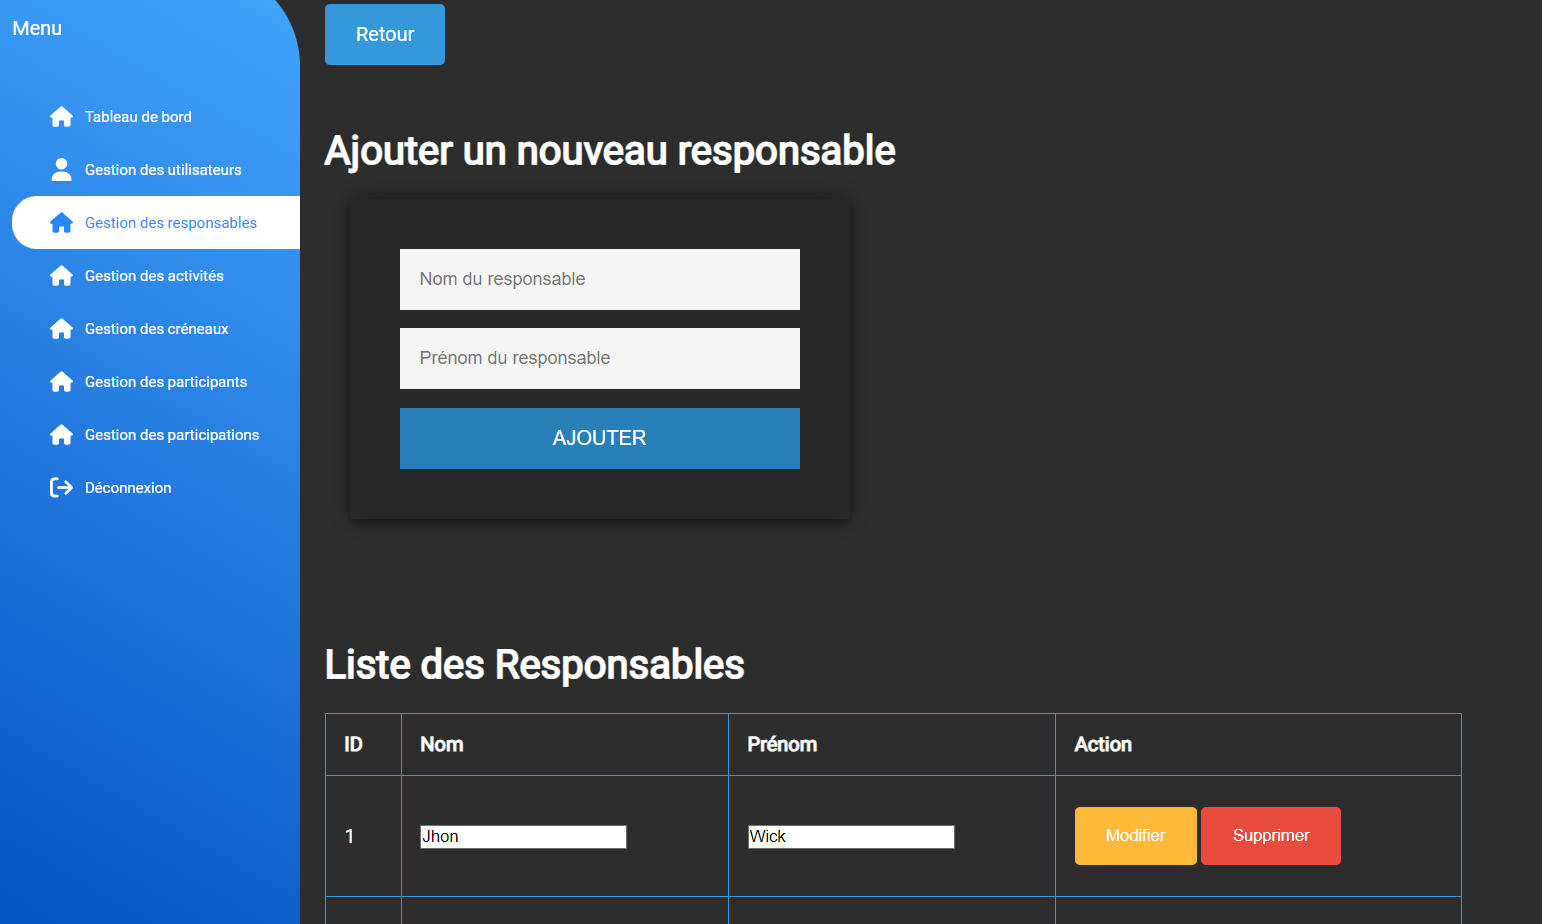 Menu
Tableau de bord
Gestion des utilisateurs
Gestion des responsables
Gestion des activités
Gestion des créneaux
Gestion des participants
Gestion des participations
Déconnexion
Retour
Ajouter un nouveau responsable
Nom du responsable
Prénom du responsable
AJOUTER
Liste des Responsables
ID Nom Prénom Action
1 Jhon Wick Modifier Supprimer